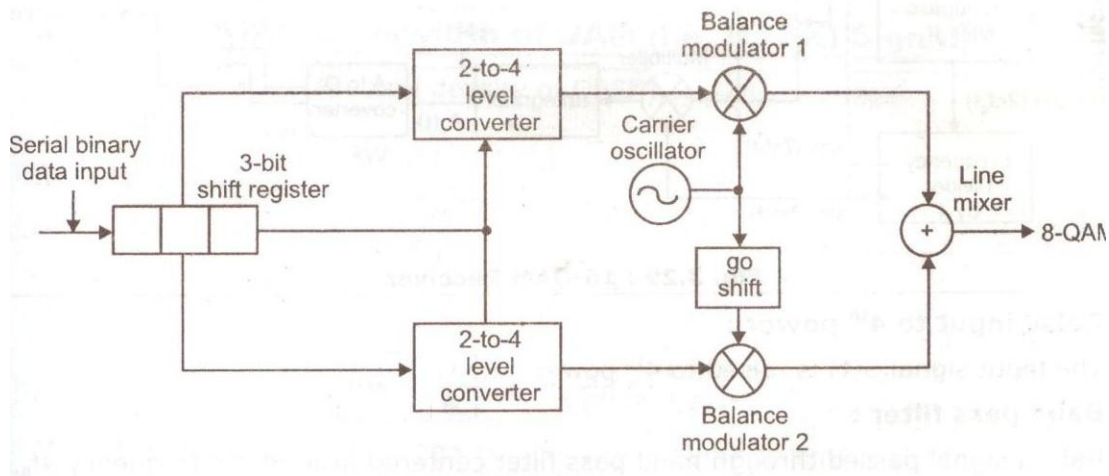 Balance
modulator 1
2-to-4
level
converter
Carrier
oscillator
Serial binary
data input
3-bit
shift register
Line
mixer
+
8-QAM
go
shift
2-to-4
level
converter
Balance
modulator 2